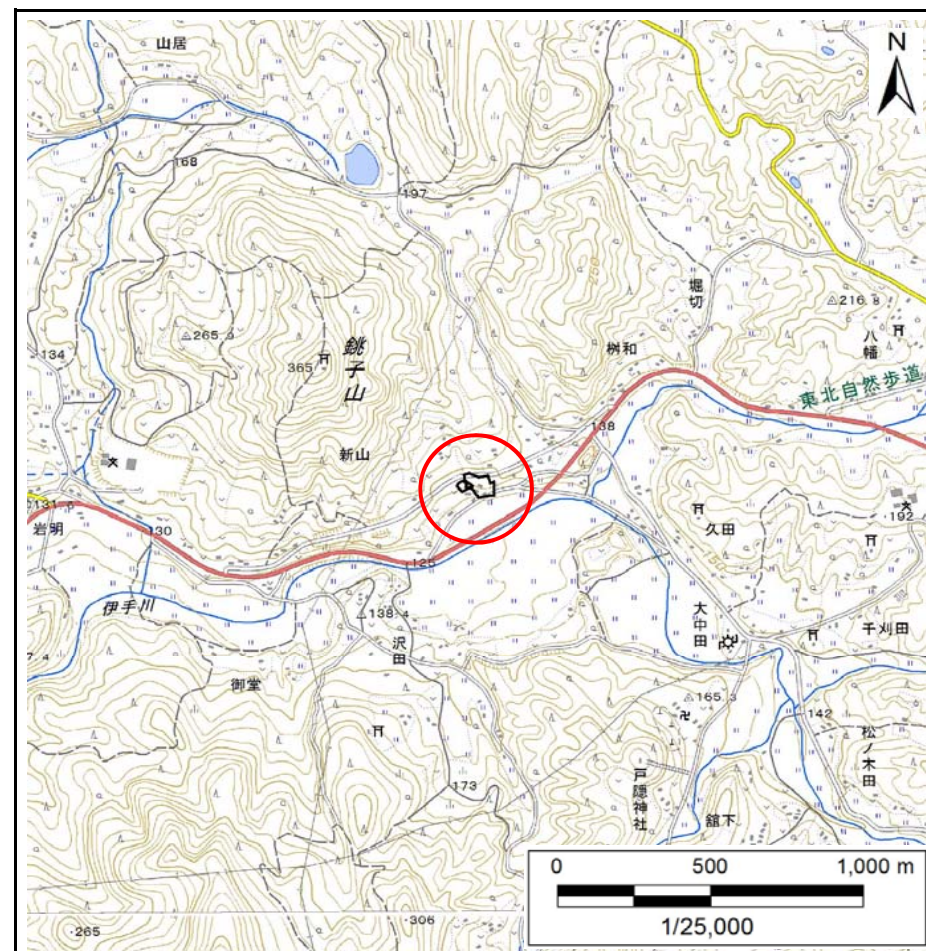 山居
N
168
197
堀切
216.8
八幡
桝和
東北自然歩道
134
265.
銚子山
365
新山
138
131.6
岩明
130
125
192
久田
伊手川
138.4
沢田
大中田
千刈田
御堂
165.3
142
松ノ木田
173
戸隠神社
舘下
265
306
0 500 1,000 m
1/25,000